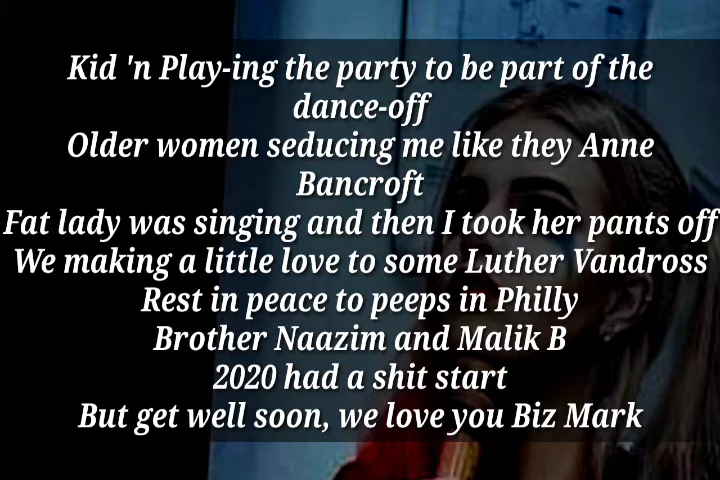 Kid 'n Play-ing the party to be part of the
dance-off
Older women seducing me like they Anne
Bancroft
Fat lady was singing and then I took her pants off
We making a little love to some Luther Vandross
Rest in peace to peeps in Philly
Brother Naazim and Malik B
2020 had a shit start
But get well soon, we love you Biz Mark